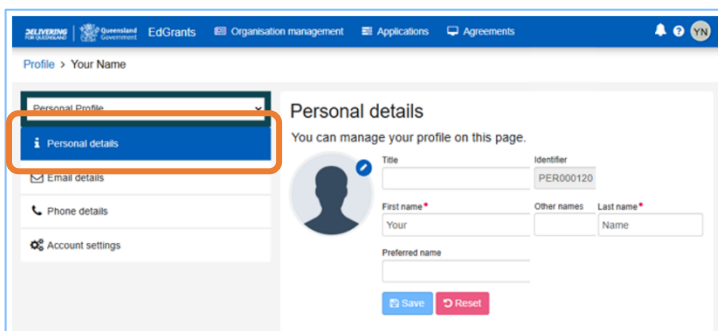 DELIVERING FOR QUEENSLAND Queensland Government EdGrants Organisation management Applications Agreements YN
Profile > Your Name
Personal Profile
Personal details
Email details
Phone details
Account settings
Personal details
You can manage your profile on this page.
Title Identifier
PER000120
First name * Other names Last name *
Your Name
Preferred name
Save Reset